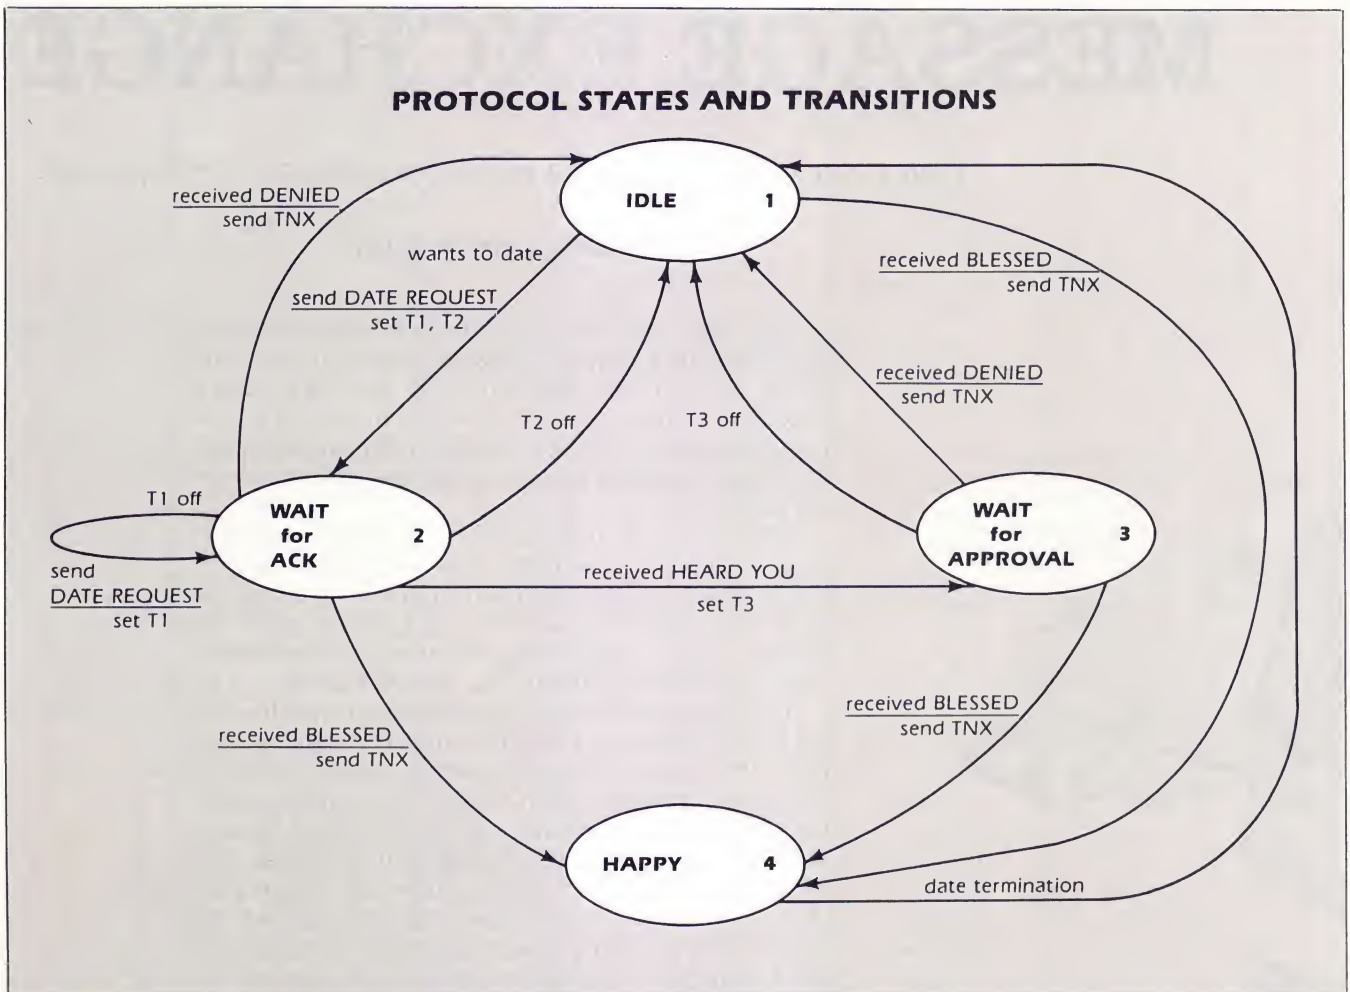 PROTOCOL STATES AND TRANSITIONS
IDLE 1
received DENIED
send TNX
wants to date
send DATE REQUEST
set T1, T2
received BLESSED
send TNX
received DENIED
send TNX
T2 off
T3 off
T1 off
WAIT
for 2
ACK
WAIT
for 3
APPROVAL
send
DATE REQUEST
set T1
received HEARD YOU
set T3
received BLESSED
send TNX
received BLESSED
send TNX
HAPPY 4
date termination